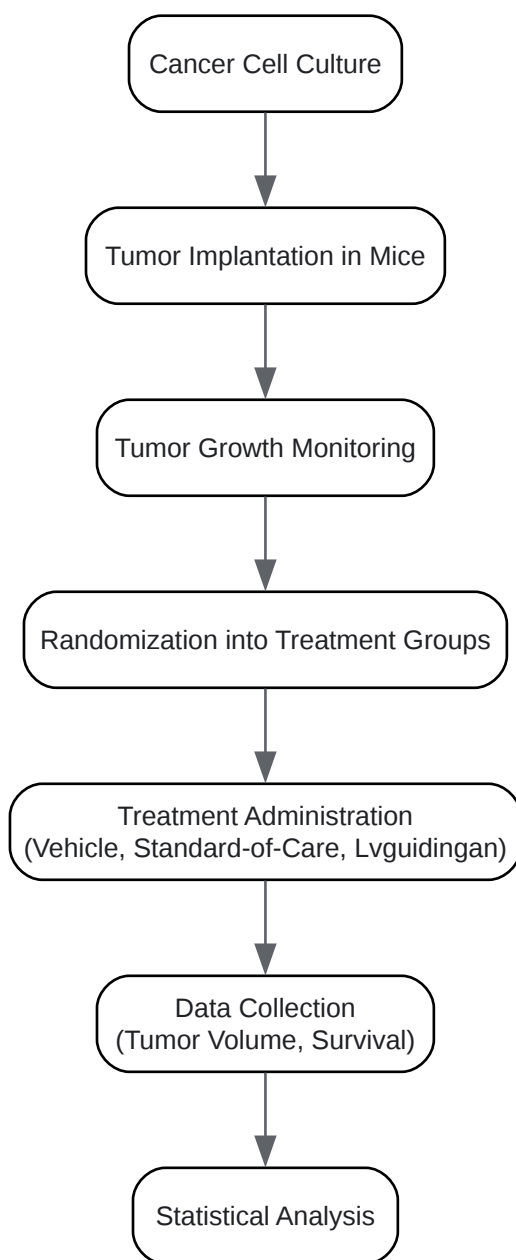 Cancer Cell Culture
Tumor Implantation in Mice
Tumor Growth Monitoring
Randomization into Treatment Groups
Treatment Administration
(Vehicle, Standard-of-Care, Lvguidingan)
Data Collection
(Tumor Volume, Survival)
Statistical Analysis